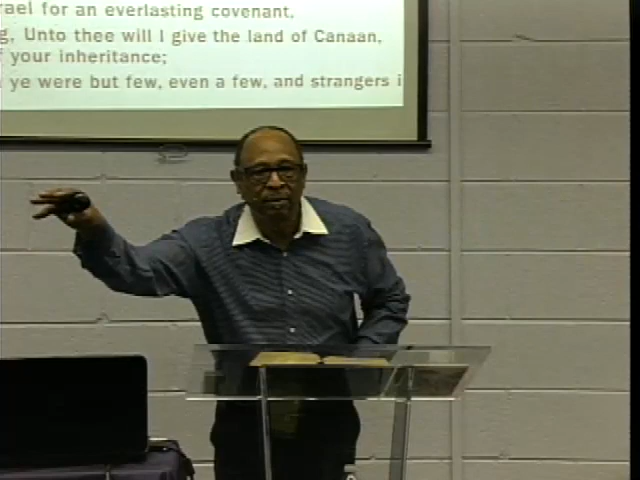 for an everlasting covenant,
Unto thee will I give the land of Canaan,
your inheritance;
ye were but few, even a few, and strangers